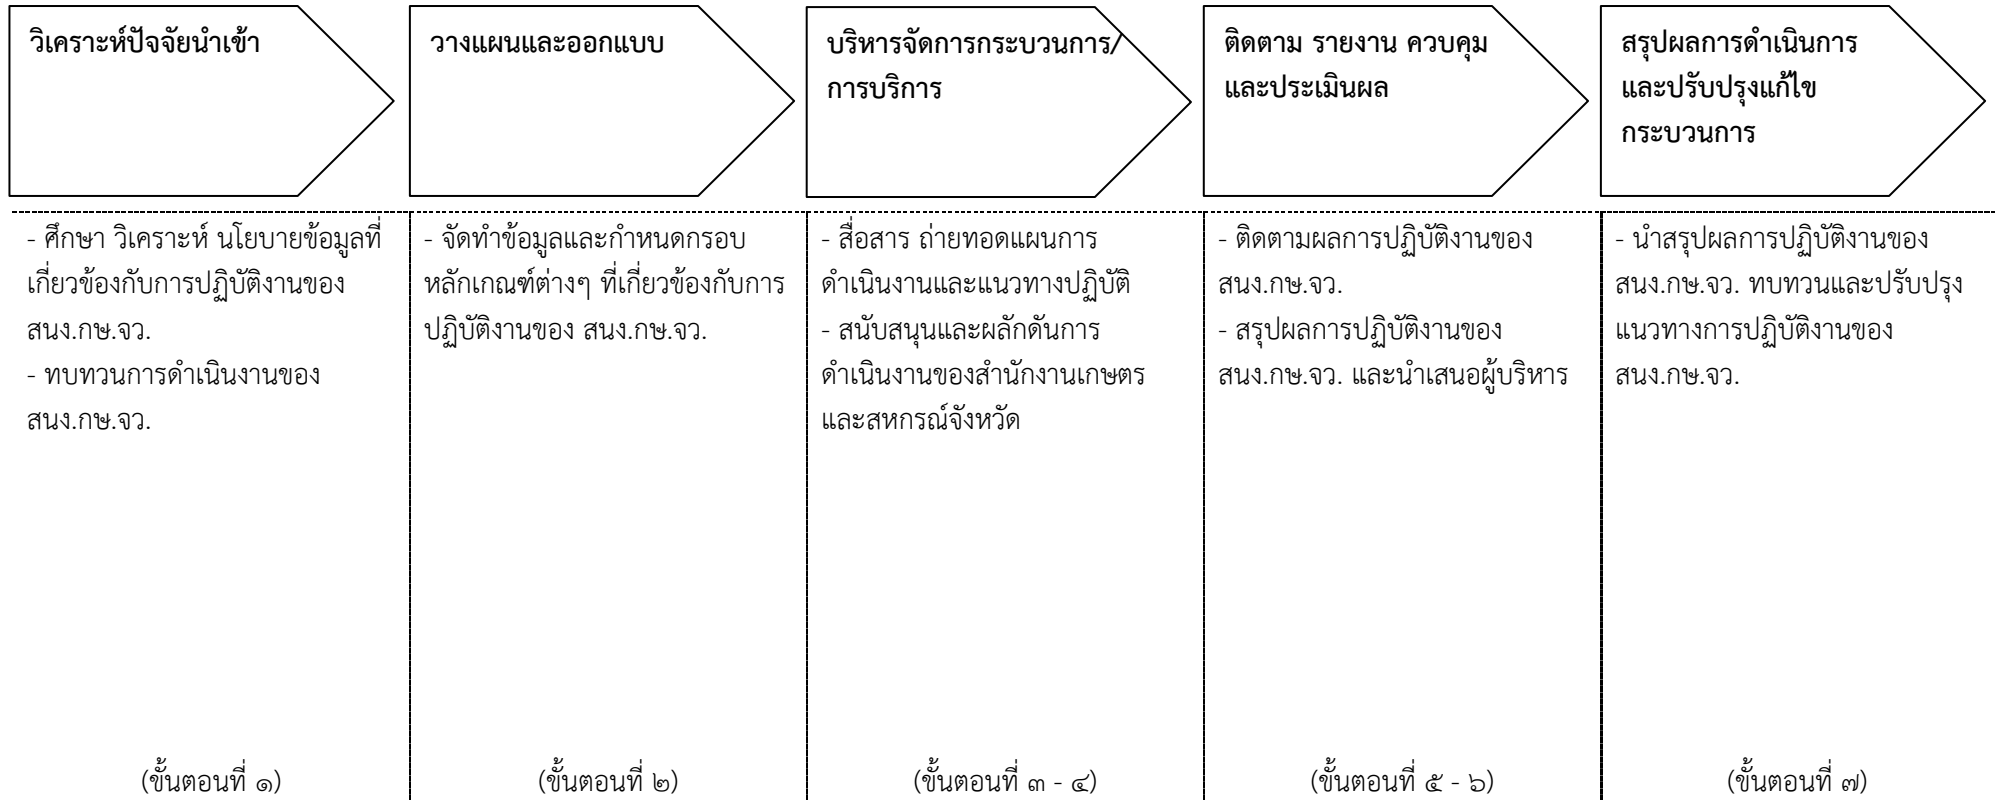 วิเคราะห์ปัจจัยนำเข้า
วางแผนและออกแบบ
บริหารจัดการกระบวนการ/
การบริการ
ติดตาม รายงาน ควบคุม
และประเมินผล
สรุปผลการดำเนินการ
และปรับปรุงแก้ไข
กระบวนการ
- ศึกษา วิเคราะห์ นโยบายข้อมูลที่
เกี่ยวข้องกับการปฏิบัติงานของ
สนง.กษ.จว.
- ทบทวนการดำเนินงานของ
สนง.กษ.จว.
(ขั้นตอนที่ ๑)
- จัดทำข้อมูลและกำหนดกรอบ
หลักเกณฑ์ต่างๆ ที่เกี่ยวข้องกับการ
ปฏิบัติงานของ สนง.กษ.จว.
(ขั้นตอนที่ ๒)
- สื่อสาร ถ่ายทอดแผนการ
ดำเนินงานและแนวทางปฏิบัติ
- สนับสนุนและผลักดันการ
ดำเนินงานของสำนักงานเกษตร
และสหกรณ์จังหวัด
(ขั้นตอนที่ ๓ - ๔)
- ติดตามผลการปฏิบัติงานของ
สนง.กษ.จว.
- สรุปผลการปฏิบัติงานของ
สนง.กษ.จว. และนำเสนอผู้บริหาร
(ขั้นตอนที่ ๕ - ๖)
- นำสรุปผลการปฏิบัติงานของ
สนง.กษ.จว. ทบทวนและปรับปรุง
แนวทางการปฏิบัติงานของ
สนง.กษ.จว.
(ขั้นตอนที่ ๗)